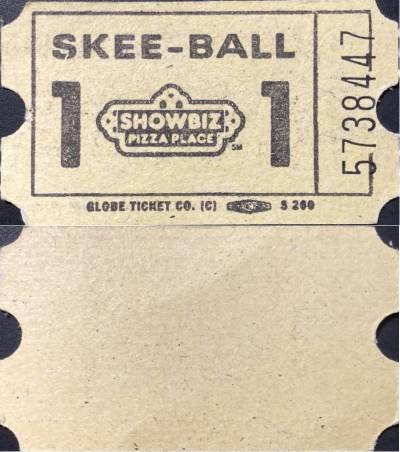 SKEE-BALL
1 SHOWBIZ 1
PIZZA PLACE
SM
5738447
GLOBE TICKET CO. (C) S 200